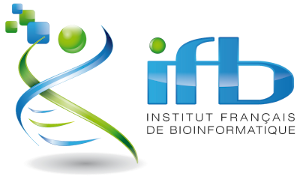 ifb
INSTITUT FRANÇAIS
DE BIOINFORMATIQUE